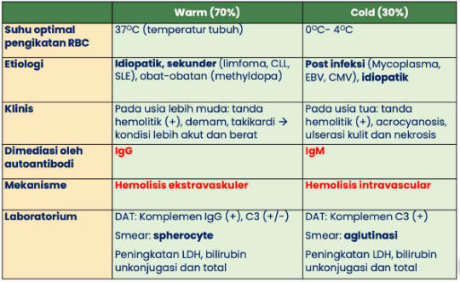 Warm (70%)
Cold (30%)
Suhu optimal
pengikatan RBC
37°C (temperatur tubuh)
0°C- 4°C
Etiologi
Idiopatik, sekunder (limfoma, CLL,
SLE), obat-obatan (methyldopa)
Post infeksi (Mycoplasma,
EBV, CMV), idiopatik
Klinis
Pada usia lebih muda: tanda
hemolitik (+), demam, takikardi →
kondisi lebih akut dan berat
Pada usia tua: tanda
hemolitik (+), acrocyanosis,
ulserasi kulit dan nekrosis
Dimediasi oleh
autoantibodi
IgG
IgM
Mekanisme
Hemolisis ekstravaskuler
Hemolisis intravascular
Laboratorium
DAT: Komplemen IgG (+), C3 (+/-)
Smear: spherocyte
Peningkatan LDH, bilirubin
unkonjugasi dan total
DAT: Komplemen C3 (+)
Smear: aglutinasi
Peningkatan LDH, bilirubin
unkonjugasi dan total